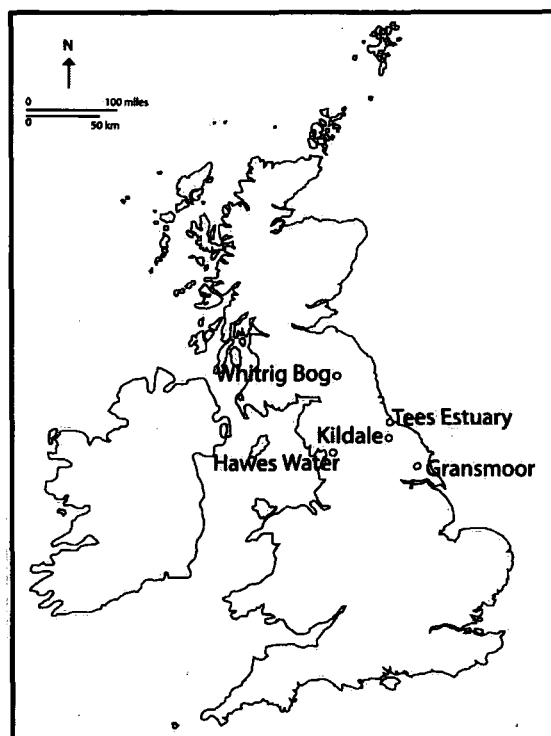 N
0 100 miles
0 50 km
Whitrig Bog
Tees Estuary
Kildale
Hawes Water
Gransmoor